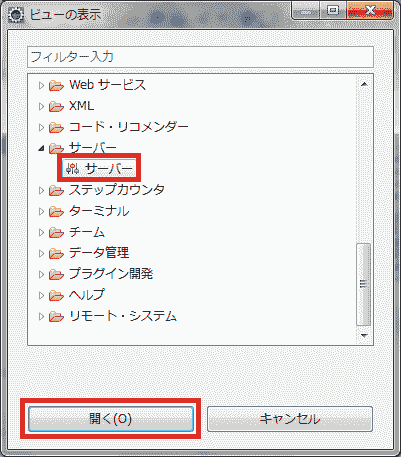 ビューの表示
フィルター入力
Web サービス
XML
コード・リコメンダー
サーバー
サーバー
ステップカウンタ
ターミナル
チーム
データ管理
プラグイン開発
ヘルプ
リモート・システム
開く(O)
キャンセル